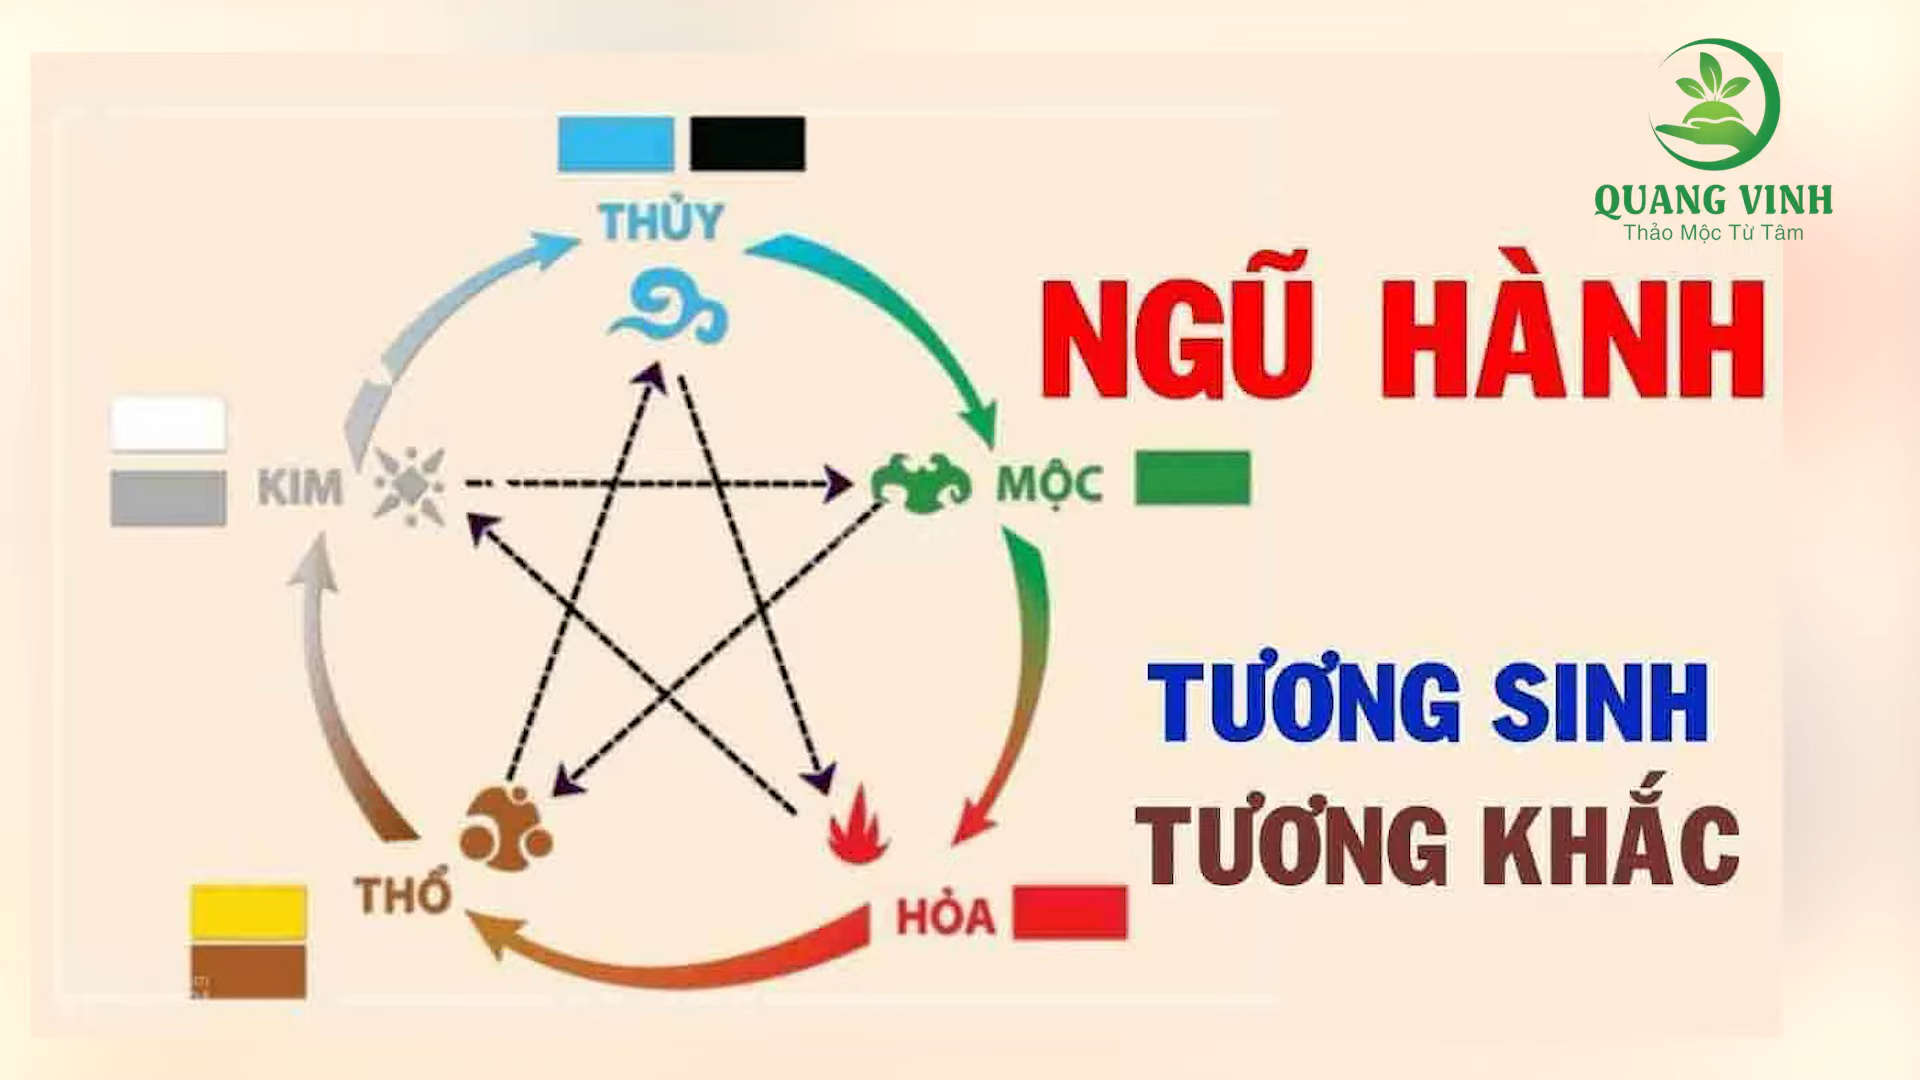 QUANG VINH
Thảo Mộc Từ Tâm
THỦY
NGŨ HÀNH
KIM
MỘC
TƯƠNG SINH
TƯƠNG KHẮC
THỔ
HỎA